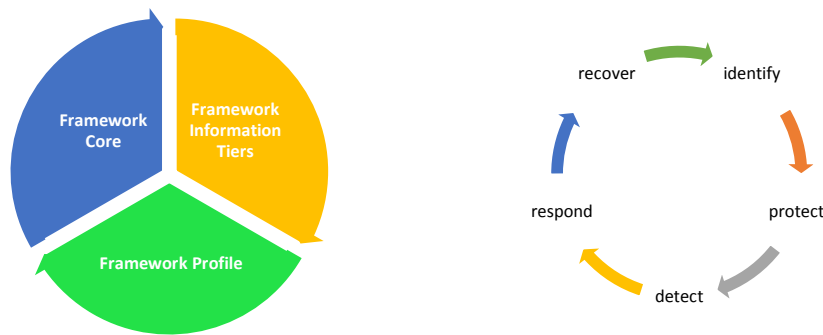 Framework
Core
Framework
Information
Tiers
Framework Profile
recover
identify
respond
protect
detect